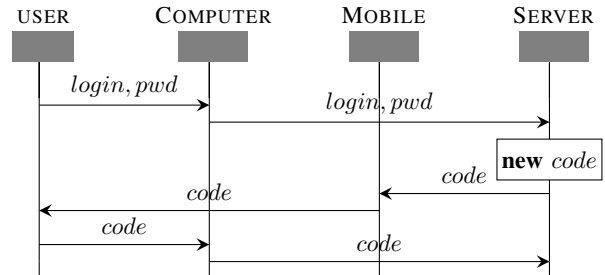 USER COMPUTER MOBILE SERVER
login, pwd
login, pwd
new code
code
code
code
code